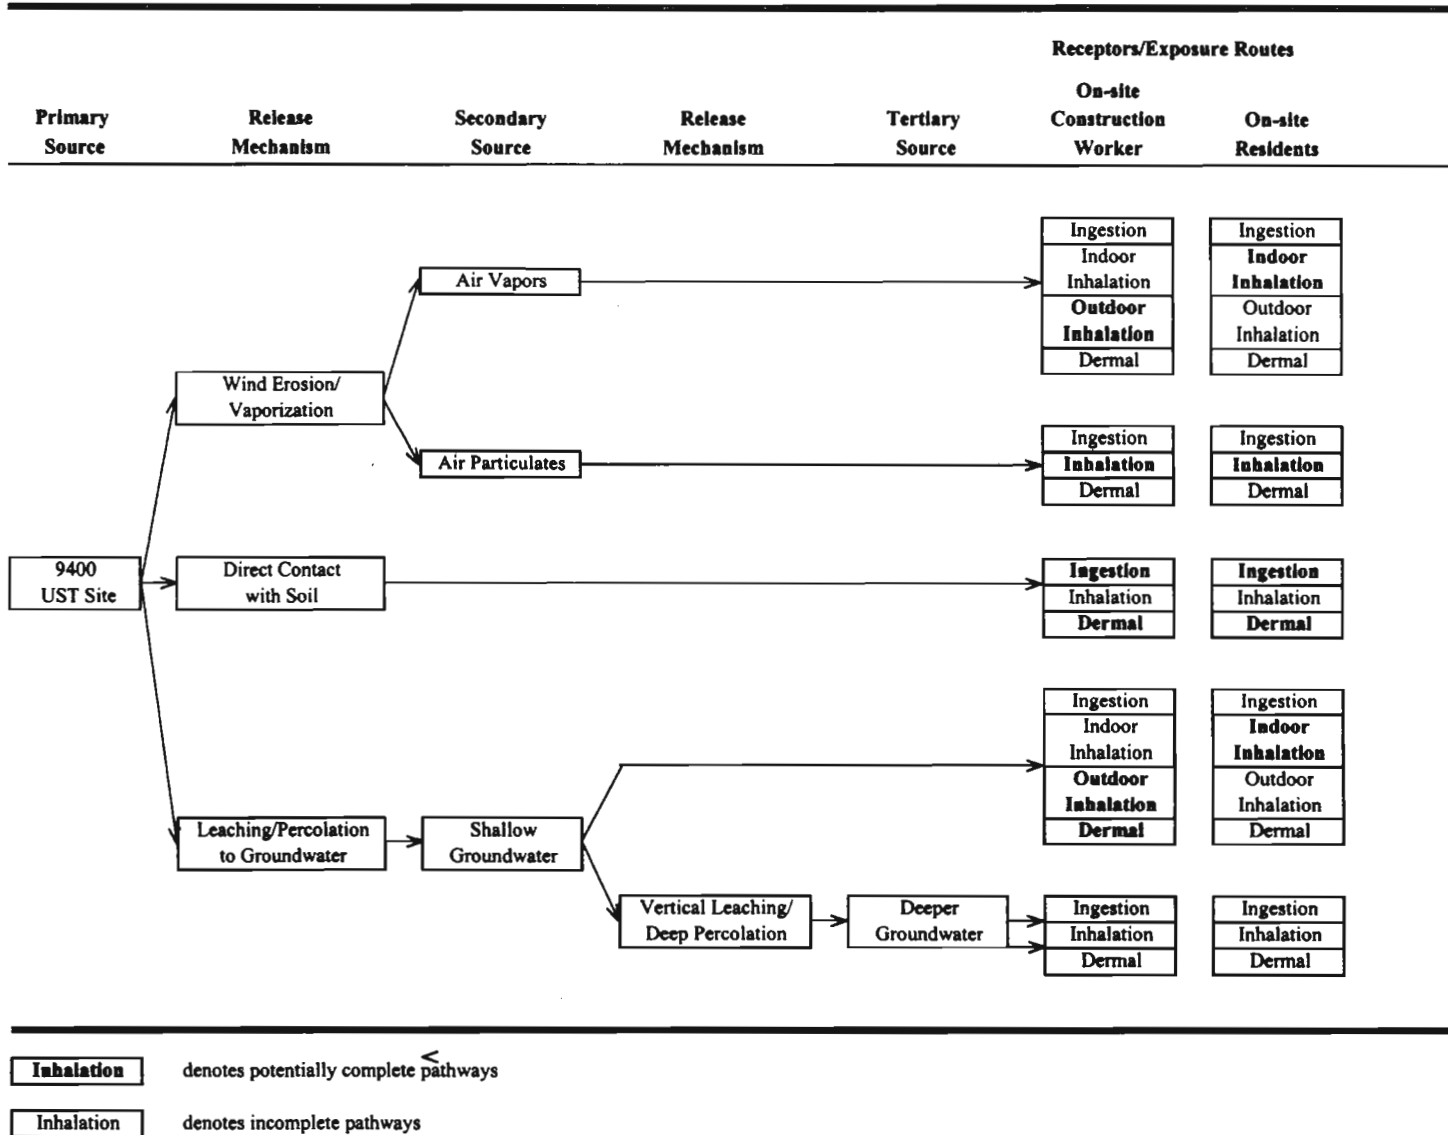 Receptors/Exposure Routes
On-site
Primary Release Secondary Release Tertiary Construction On-site
Source Mechanism Source Mechanism Source Worker Residents
Ingestion Ingestion
Indoor Indoor
Air Vapors Inhalation Inhalation
Outdoor Outdoor
Inhalation Inhalation
Dermal Dermal
Wind Erosion/
Vaporization
Ingestion Ingestion
Air Particulates Inhalation Inhalation
Dermal Dermal
9400 Direct Contact Ingestion Ingestion
UST Site with Soil Inhalation Inhalation
Dermal Dermal
Ingestion Ingestion
Indoor Indoor
Inhalation Inhalation
Outdoor Outdoor
Inhalation Inhalation
Leaching/Percolation Shallow Dermal Dermal
to Groundwater Groundwater
Vertical Leaching/ Deeper Ingestion Ingestion
Deep Percolation Groundwater Inhalation Inhalation
Dermal Dermal
Inhalation denotes potentially complete pathways
Inhalation denotes incomplete pathways